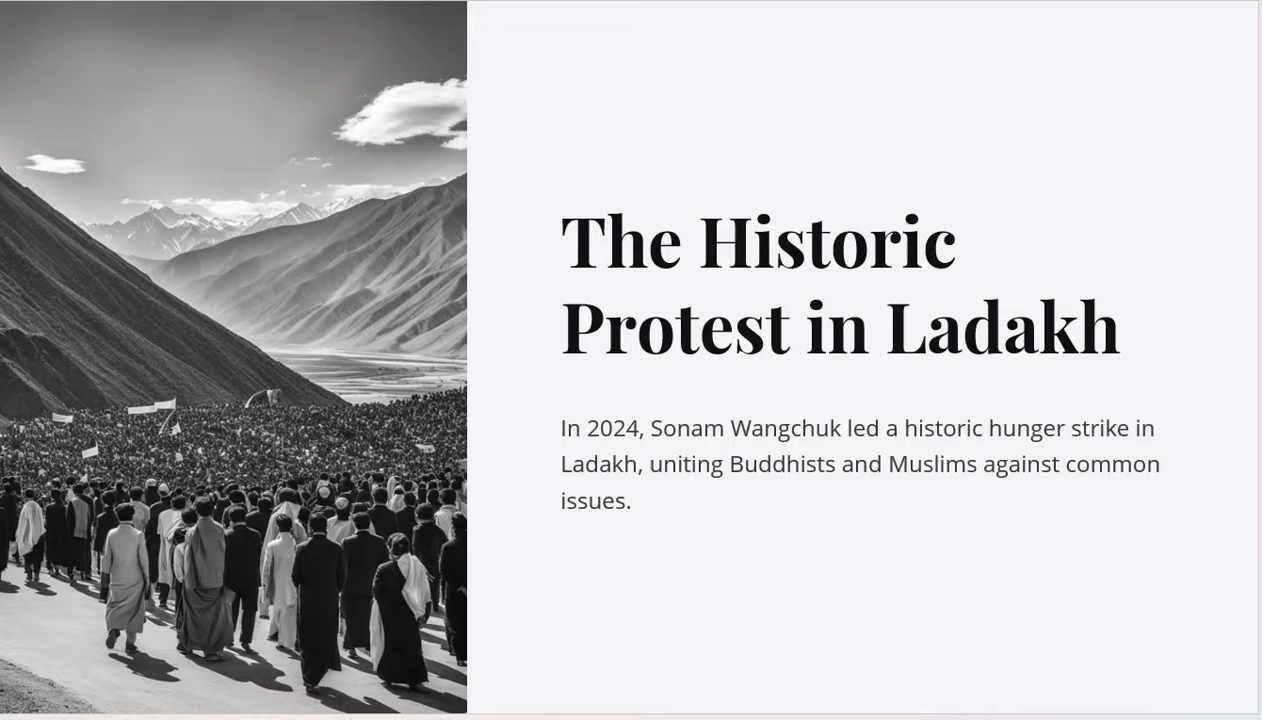 The Historic
Protest in Ladakh
In 2024, Sonam Wangchuk led a historic hunger strike in
Ladakh, uniting Buddhists and Muslims against common
issues.